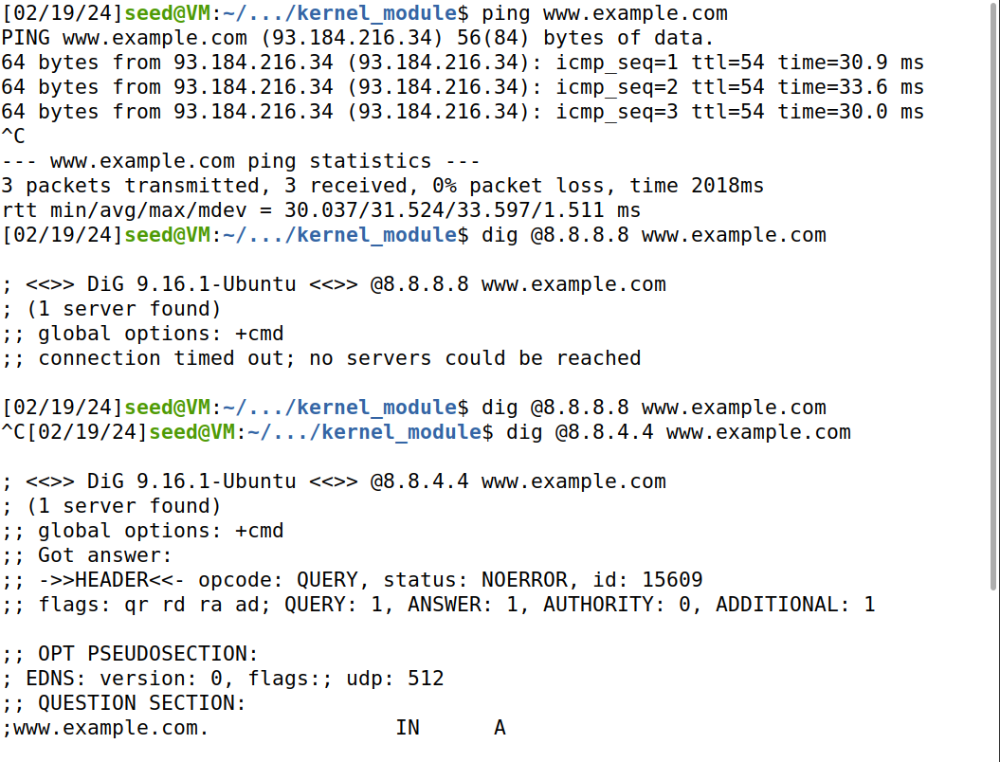 [02/19/24]seed@VM:~/.../kernel_module$ ping www.example.com
PING www.example.com (93.184.216.34) 56(84) bytes of data.
64 bytes from 93.184.216.34 (93.184.216.34): icmp_seq=1 ttl=54 time=30.9 ms
64 bytes from 93.184.216.34 (93.184.216.34): icmp_seq=2 ttl=54 time=33.6 ms
64 bytes from 93.184.216.34 (93.184.216.34): icmp_seq=3 ttl=54 time=30.0 ms
^C
--- www.example.com ping statistics ---
3 packets transmitted, 3 received, 0% packet loss, time 2018ms
rtt min/avg/max/mdev = 30.037/31.524/33.597/1.511 ms
[02/19/24]seed@VM:~/.../kernel_module$ dig @8.8.8.8 www.example.com

; <<>> DiG 9.16.1-Ubuntu <<>> @8.8.8.8 www.example.com
; (1 server found)
;; global options: +cmd
;; connection timed out; no servers could be reached

[02/19/24]seed@VM:~/.../kernel_module$ dig @8.8.8.8 www.example.com
^C[02/19/24]seed@VM:~/.../kernel_module$ dig @8.8.4.4 www.example.com

; <<>> DiG 9.16.1-Ubuntu <<>> @8.8.4.4 www.example.com
; (1 server found)
;; global options: +cmd
;; Got answer:
;; ->>HEADER<<- opcode: QUERY, status: NOERROR, id: 15609
;; flags: qr rd ra ad; QUERY: 1, ANSWER: 1, AUTHORITY: 0, ADDITIONAL: 1

;; OPT PSEUDOSECTION:
; EDNS: version: 0, flags:; udp: 512
;; QUESTION SECTION:
;www.example.com.		IN	A